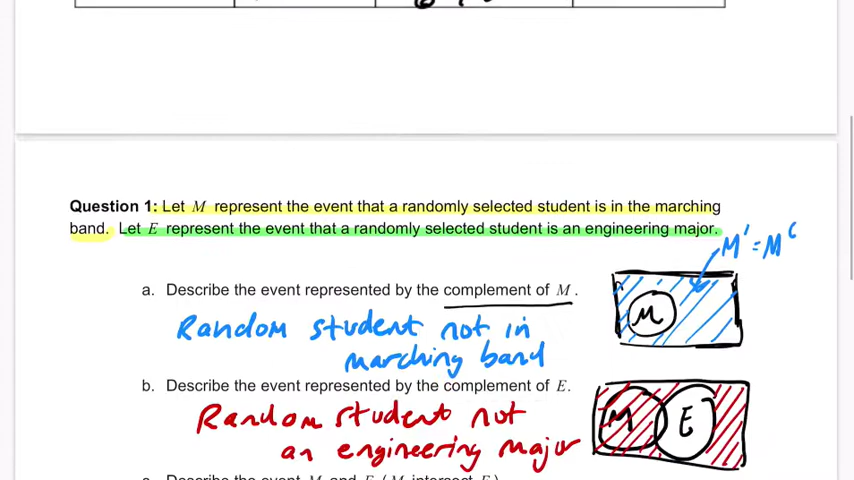 Question 1: Let M represent the event that a randomly selected student is in the marching
band. Let E represent the event that a randomly selected student is an engineering major.
M' = Mᶜ
a. Describe the event represented by the complement of M.
M
Random student not in
marching band
b. Describe the event represented by the complement of E.
Random student not
an engineering major
M E